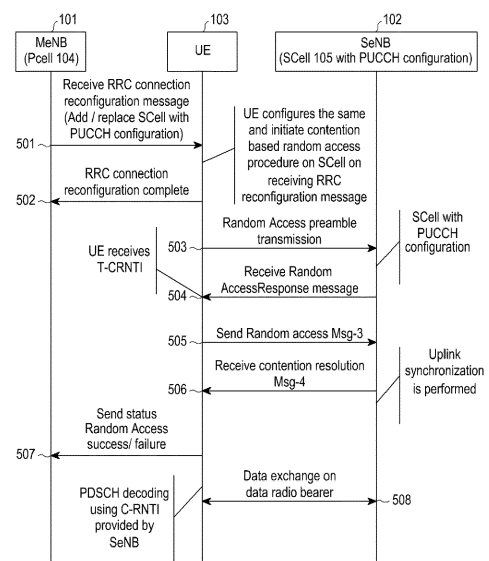 101
103
102
MeNB
(Pcell 104)
UE
SeNB
(SCell 105 with PUCCH configuration)
Receive RRC connection
reconfiguration message
(Add / replace SCell with
PUCCH configuration)
501
UE configures the same
and initiate contention
based random access
procedure on SCell on
receiving RRC
reconfiguration message
RRC connection
reconfiguration complete
502
Random Access preamble
transmission
503
SCell with
PUCCH
configuration
UE receives
T-CRNTI
Receive Random
AccessResponse message
504
505
Send Random access Msg-3
Receive contention resolution
Msg-4
506
Uplink
synchronization
is performed
Send status
Random Access
success/ failure
507
Data exchange on
data radio bearer
508
PDSCH decoding
using C-RNTI
provided by
SeNB